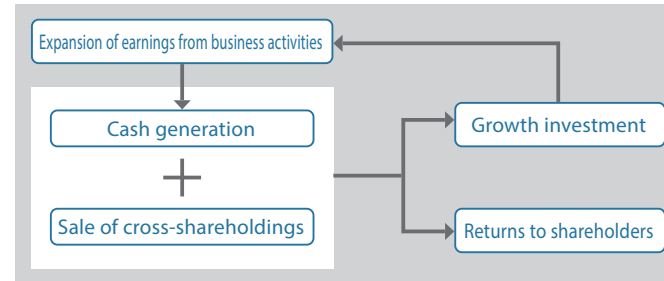 Expansion of earnings from business activities
Cash generation
+
Sale of cross-shareholdings
Growth investment
Returns to shareholders